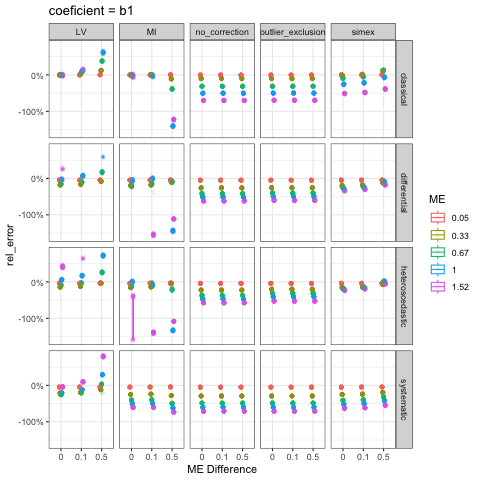 coeficient = b1
LV MI no_correction outlier_exclusion simex
0%
-100%
classical
0%
-100%
differential
0%
-100%
heteroscedastic
0%
-100%
systematic
rel_error
0 0.1 0.5 0 0.1 0.5 0 0.1 0.5 0 0.1 0.5 0 0.1 0.5
ME Difference
ME
0.05
0.33
0.67
1
1.52